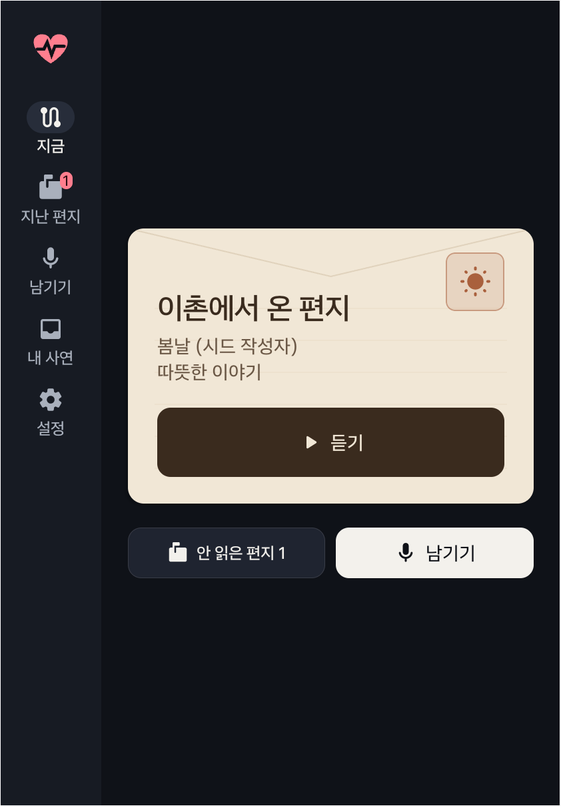 지금
1
지난 편지
남기기
내 사연
설정
이촌에서 온 편지
봄날 (시드 작성자)
따뜻한 이야기
듣기
안 읽은 편지 1
남기기